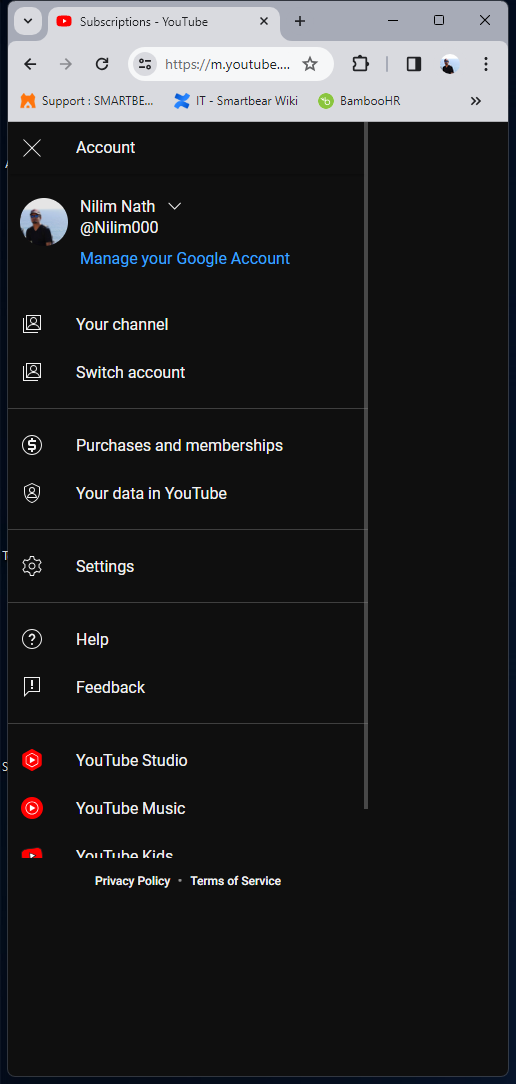 Subscriptions - YouTube
https://m.youtube....
Support : SMARTBE...
IT - Smartbear Wiki
BambooHR
Account
Nilim Nath
@Nilim000
Manage your Google Account
Your channel
Switch account
Purchases and memberships
Your data in YouTube
Settings
Help
Feedback
YouTube Studio
YouTube Music
YouTube Kids
Privacy Policy • Terms of Service